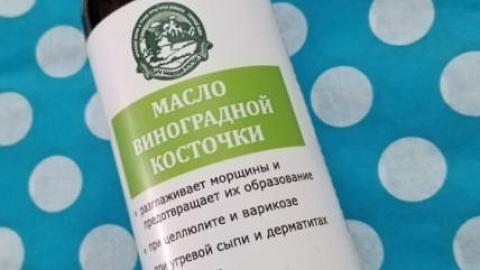 МАСЛО
ВИНОГРАДНОЙ
КОСТОЧКИ
• разглаживает морщины и
предотвращает их образование
• при целлюлите и варикозе
при угревой сыпи и дерматитах